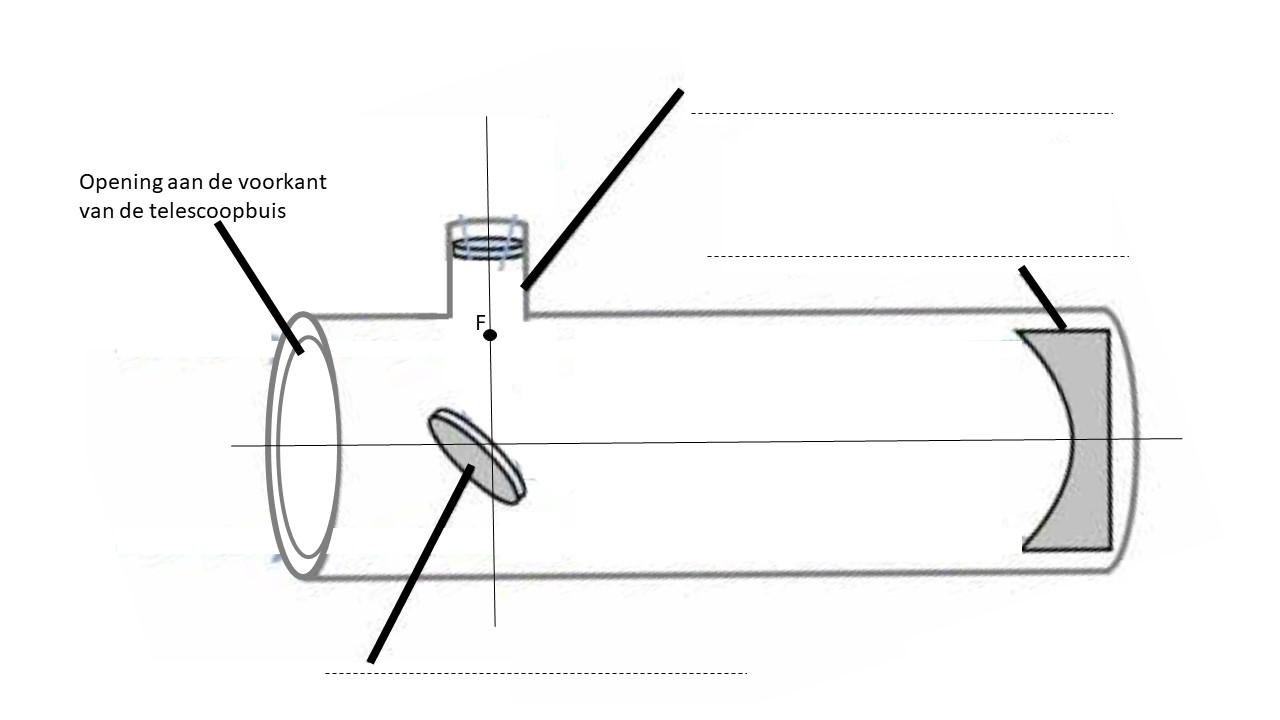 Opening aan de voorkant
van de telescoopbuis
F